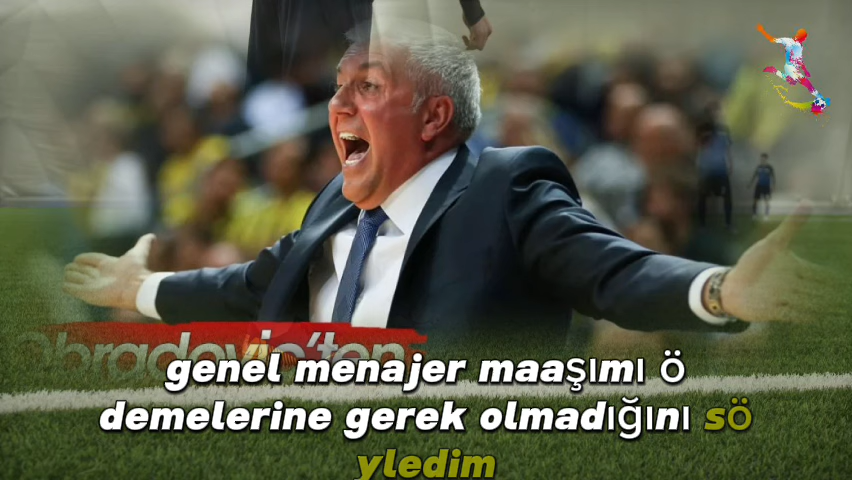 Obradovic'ten
genel menajer maaşımı ö
demelerine gerek olmadığını sö
yledim